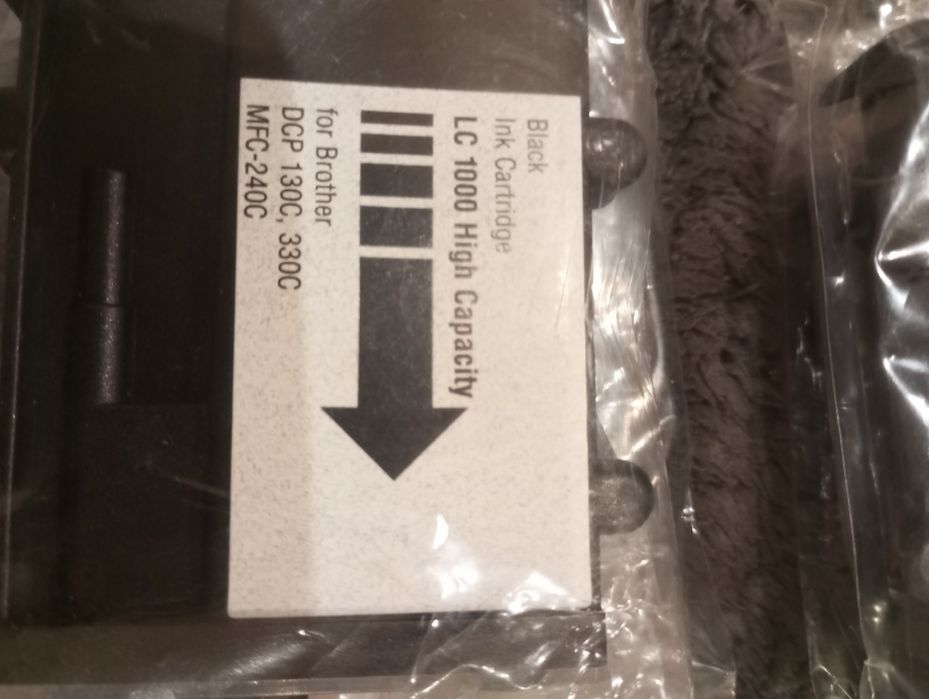 Black
Ink Cartridge
LC 1000 High Capacity
for Brother
DCP 130C, 330C
MFC-240C